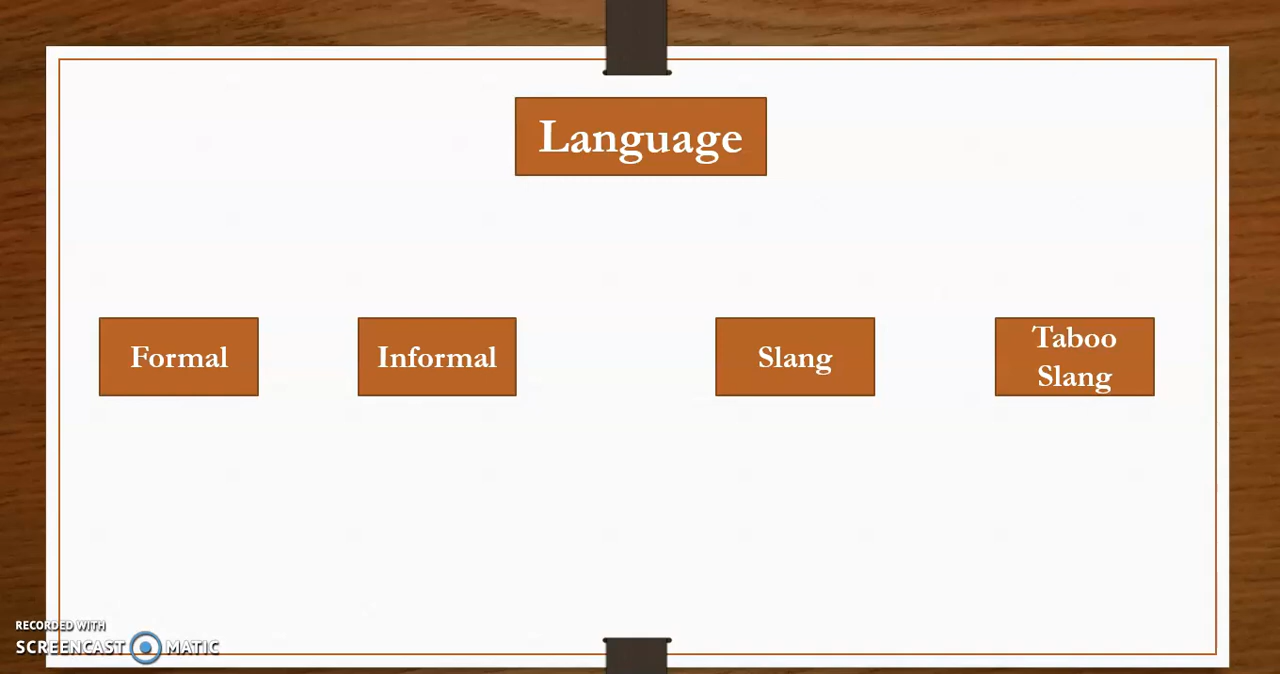 Language
Formal
Informal
Slang
Taboo
Slang
RECORDED WITH
SCREENCAST MATIC